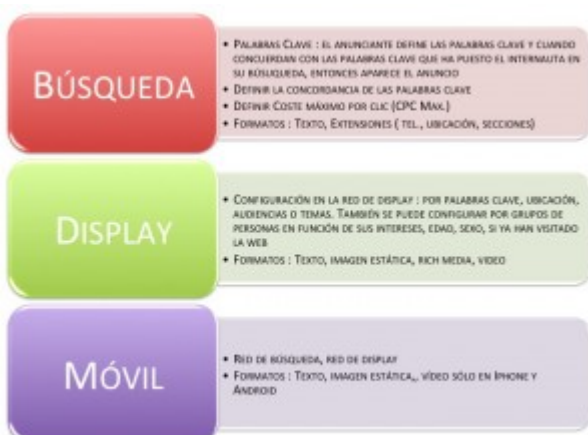 BÚSQUEDA
• PALABRAS CLAVE : EL ANUNCIANTE DEFINE LAS PALABRAS CLAVE Y CUANDO
CONCUERDAN CON LAS PALABRAS CLAVE QUE HA PUESTO EL INTERNAUTA EN
SU BÚSUQUEDA, ENTONCES APARECE EL ANUNCIO
• DEFINIR LA CONCORDANCIA DE LAS PALABRAS CLAVE
• DEFINIR COSTE MÁXIMO POR CLIC (CPC MAX.)
• FORMATOS : TEXTO, EXTENSIONES ( TEL., UBICACIÓN, SECCIONES)
DISPLAY
• CONFIGURACIÓN EN LA RED DE DISPLAY : POR PALABRAS CLAVE, UBICACIÓN,
AUDIENCIAS O TEMAS. TAMBIÉN SE PUEDE CONFIGURAR POR GRUPOS DE
PERSONAS EN FUNCIÓN DE SUS INTERESES, EDAD, SEXO, SI YA HAN VISITADO
LA WEB
• FORMATOS : TEXTO, IMAGEN ESTÁTICA, RICH MEDIA, VIDEO
MÓVIL
• RED DE BÚSQUEDA, RED DE DISPLAY
• FORMATOS : TEXTO, IMAGEN ESTÁTICA,, VÍDEO SÓLO EN IPHONE Y
ANDROID